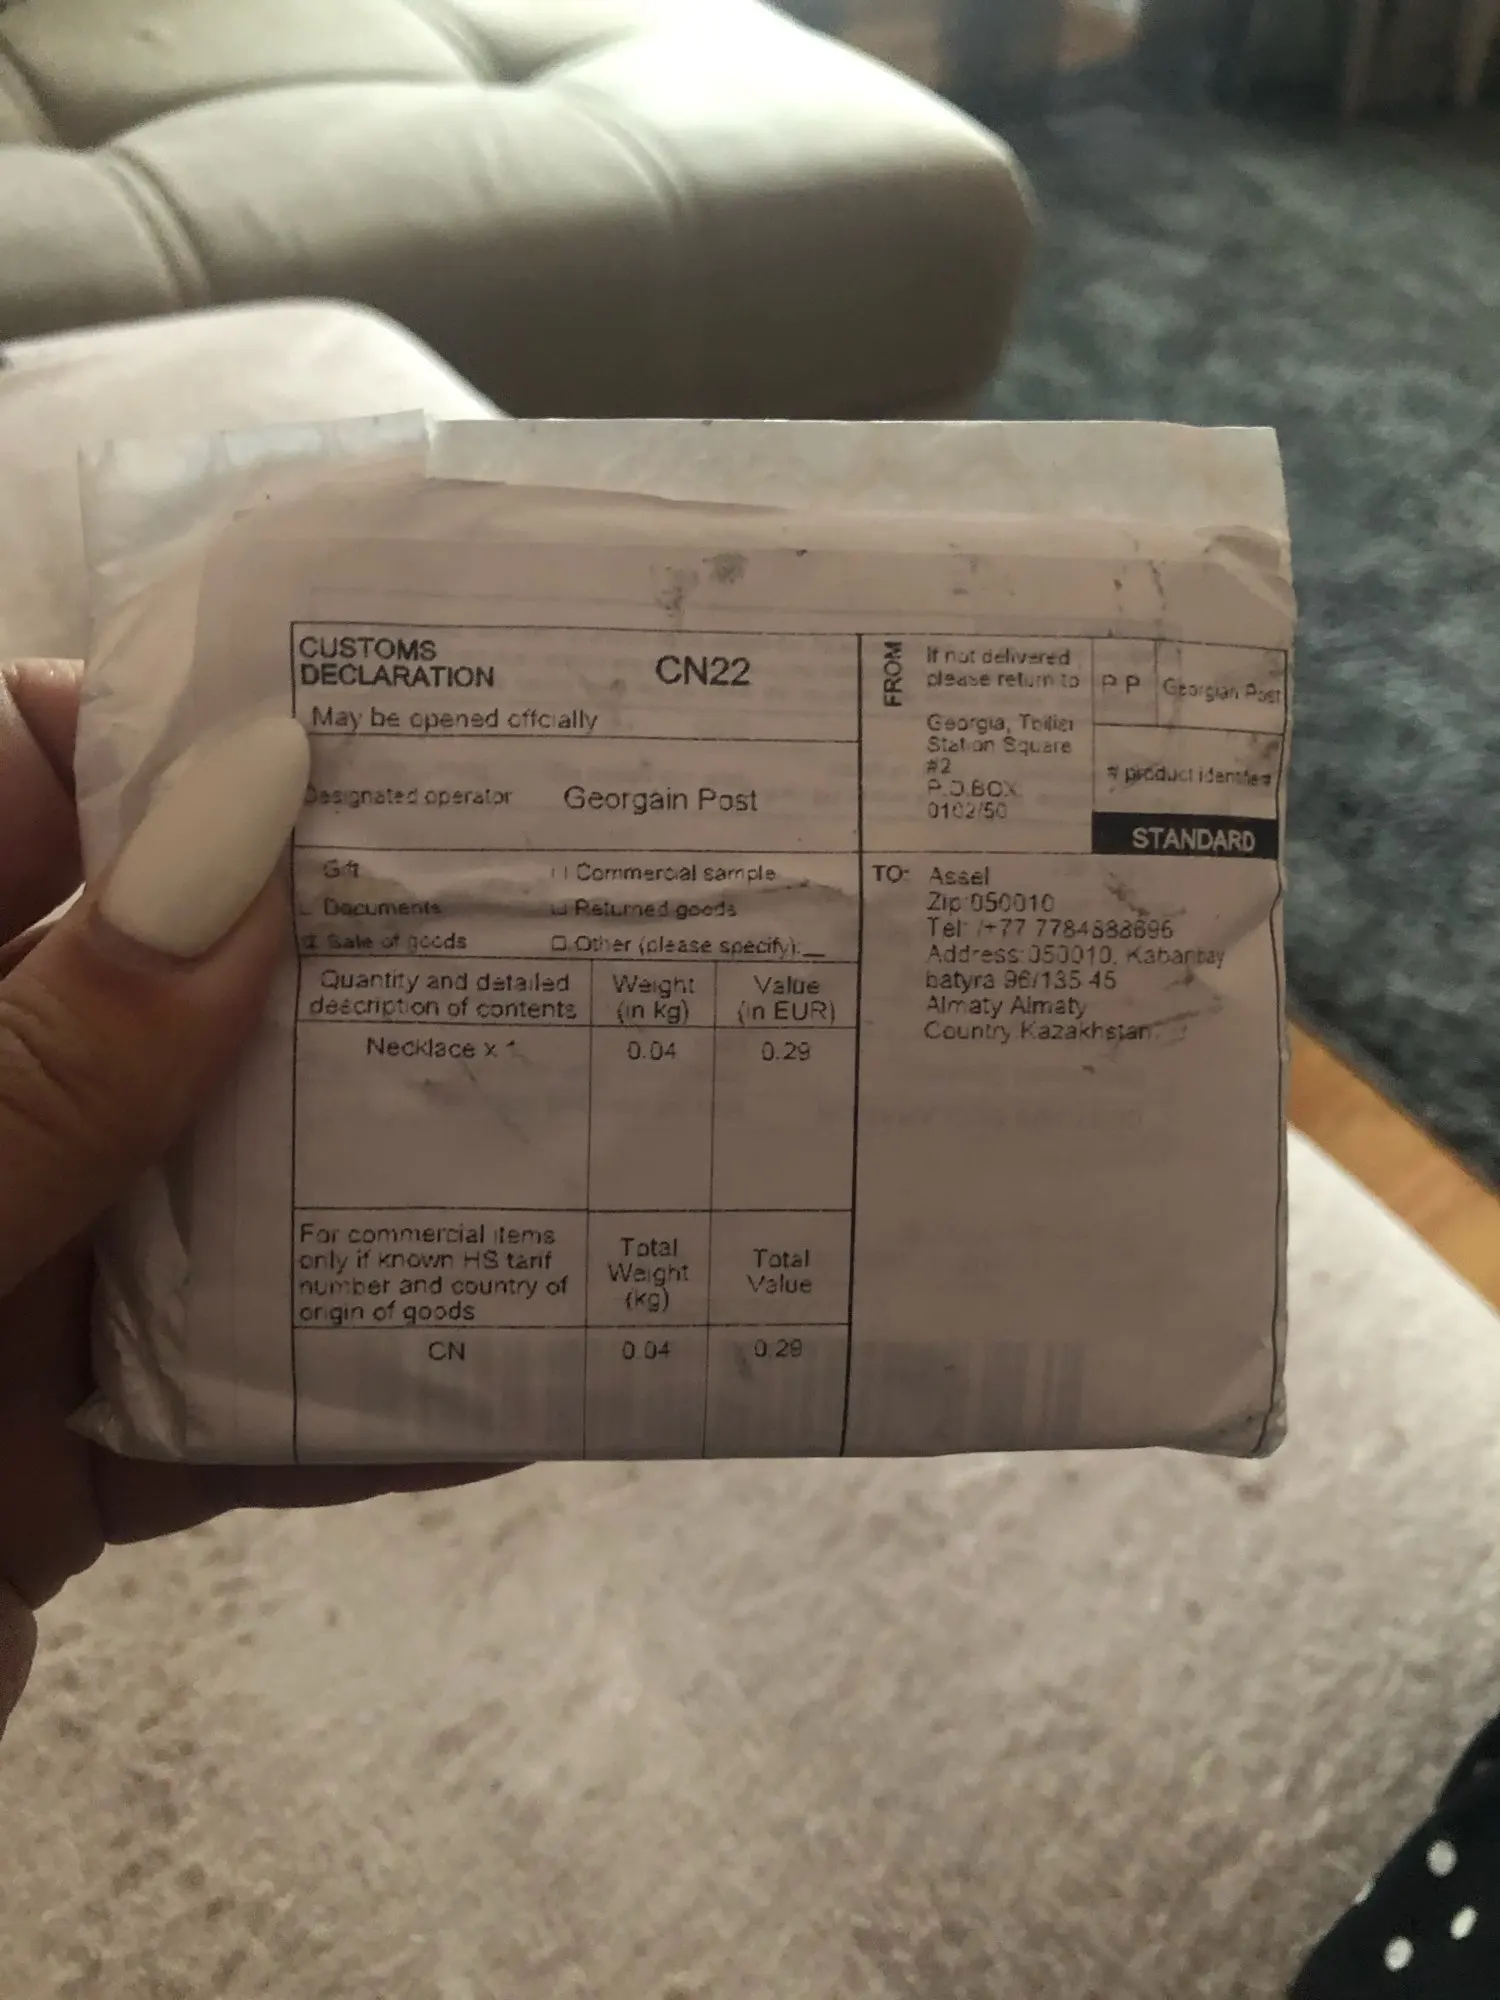 CUSTOMS
DECLARATION
CN22
May be opened offcially
Designated operator
Georgain Post
Gift
Commercial sample
Documents
Returned goods
Sale of goods
Other (please specify):__
Quantity and detailed
description of contents
Weight
(in kg)
Value
(in EUR)
Necklace x 1
0.04
0.29
For commercial items
only if known HS tarif
number and country of
origin of goods
Total
Weight
(kg)
Total
Value
CN
0.04
0.29
FROM
If not delivered
please return to
Georgia, Tbilisi
Station Square
#2
P.O.BOX
0102/50
P P
Georgian Post
# product identifier
STANDARD
TO:
Assel
Zip:050010
Tel:
Address:050010, Kabanbay
batyra 96/135 45
Almaty Almaty
Country:Kazakhstan